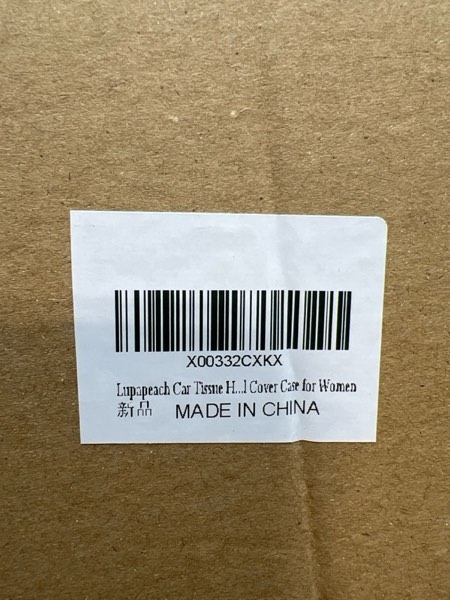 X00332CXKX
Lupapeach Car Tissue H...l Cover Case for Women
新品 MADE IN CHINA